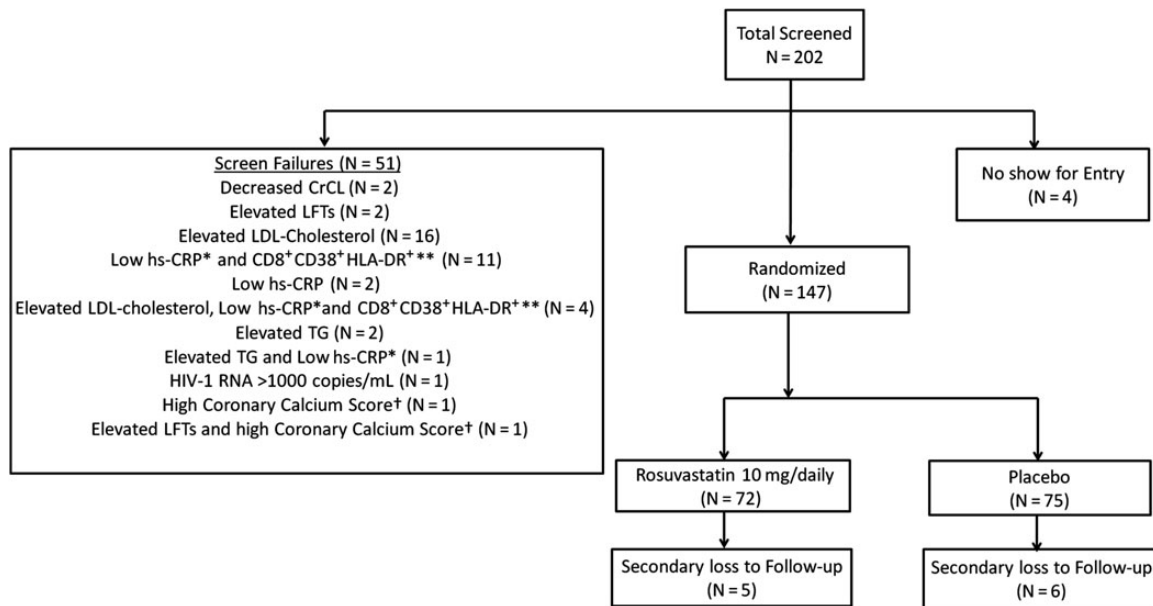 Total Screened
N = 202
Screen Failures (N = 51)
Decreased CrCL (N = 2)
Elevated LFTs (N = 2)
Elevated LDL-Cholesterol (N = 16)
Low hs-CRP* and CD8⁺CD38⁺HLA-DR⁺** (N = 11)
Low hs-CRP (N = 2)
Elevated LDL-cholesterol, Low hs-CRP*and CD8⁺CD38⁺HLA-DR⁺** (N = 4)
Elevated TG (N = 2)
Elevated TG and Low hs-CRP* (N = 1)
HIV-1 RNA >1000 copies/mL (N = 1)
High Coronary Calcium Score† (N = 1)
Elevated LFTs and high Coronary Calcium Score† (N = 1)
No show for Entry
(N = 4)
Randomized
(N = 147)
Rosuvastatin 10 mg/daily
(N = 72)
Placebo
(N = 75)
Secondary loss to Follow-up
(N = 5)
Secondary loss to Follow-up
(N = 6)